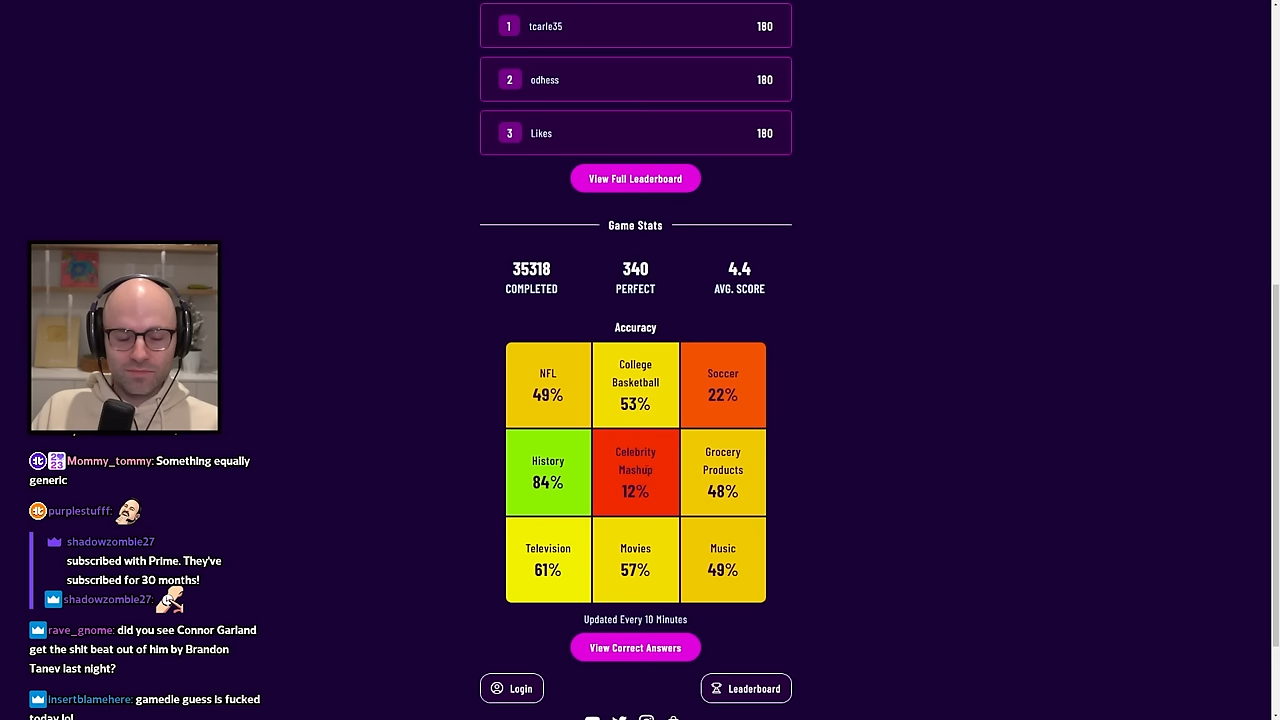 1 tcarle35 180
2 odhess 180
3 Likes 180
View Full Leaderboard
Game Stats
35318 340 4.4
COMPLETED PERFECT AVG. SCORE
Accuracy
NFL
49%
College
Basketball
53%
Soccer
22%
History
84%
Celebrity
Mashup
12%
Grocery
Products
48%
Television
61%
Movies
57%
Music
49%
Updated Every 10 Minutes
View Correct Answers
Login
Leaderboard
Mommy_tommy: Something equally
generic
purplestufff:
shadowzombie27
subscribed with Prime. They've
subscribed for 30 months!
shadowzombie27:
rave_gnome: did you see Connor Garland
get the shit beat out of him by Brandon
Tanev last night?
insertblamehere: gamedle guess is fucked
today lol